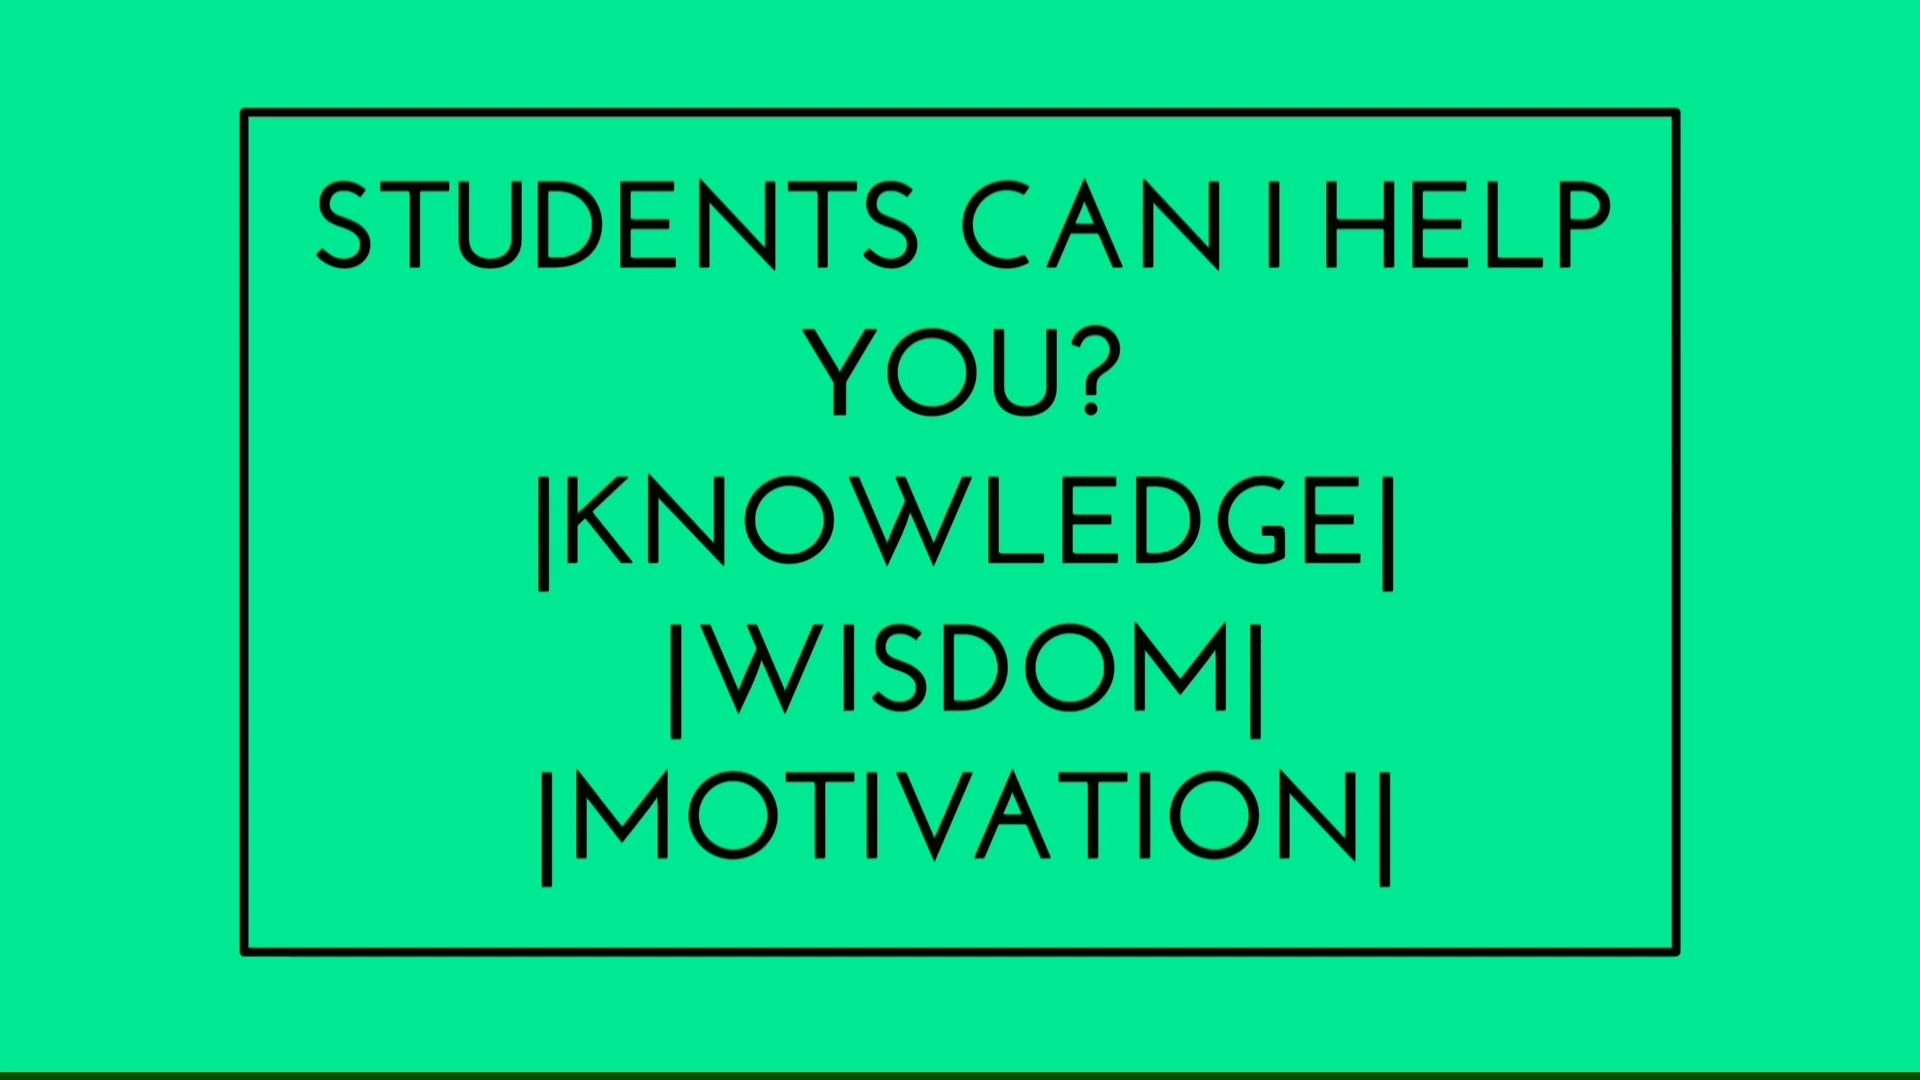 STUDENTS CAN I HELP
YOU?
|KNOWLEDGE|
|WISDOM|
|MOTIVATION|